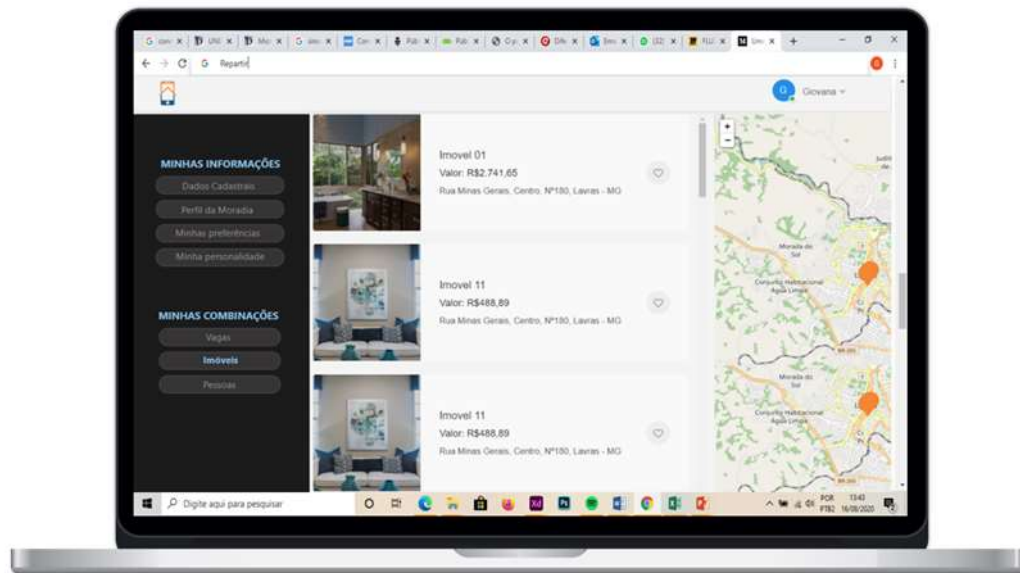 Repartir
Giovana
MINHAS INFORMAÇÕES
Dados Cadastrais
Perfil da Moradia
Minhas preferências
Minha personalidade
MINHAS COMBINAÇÕES
Vagas
Imóveis
Pessoas
Imovel 01
Valor: R$2.741,65
Rua Minas Gerais, Centro, Nº180, Lavras - MG
Imovel 11
Valor: R$488,89
Rua Minas Gerais, Centro, Nº180, Lavras - MG
Imovel 11
Valor: R$488,89
Rua Minas Gerais, Centro, Nº180, Lavras - MG
Morada do
Sol
Conjunto Habitacional
Água Limpa
Morada do
Sol
Conjunto Habitacional
Água Limpa
Digite aqui para pesquisar
POR
PTB2
13:43
16/08/2020